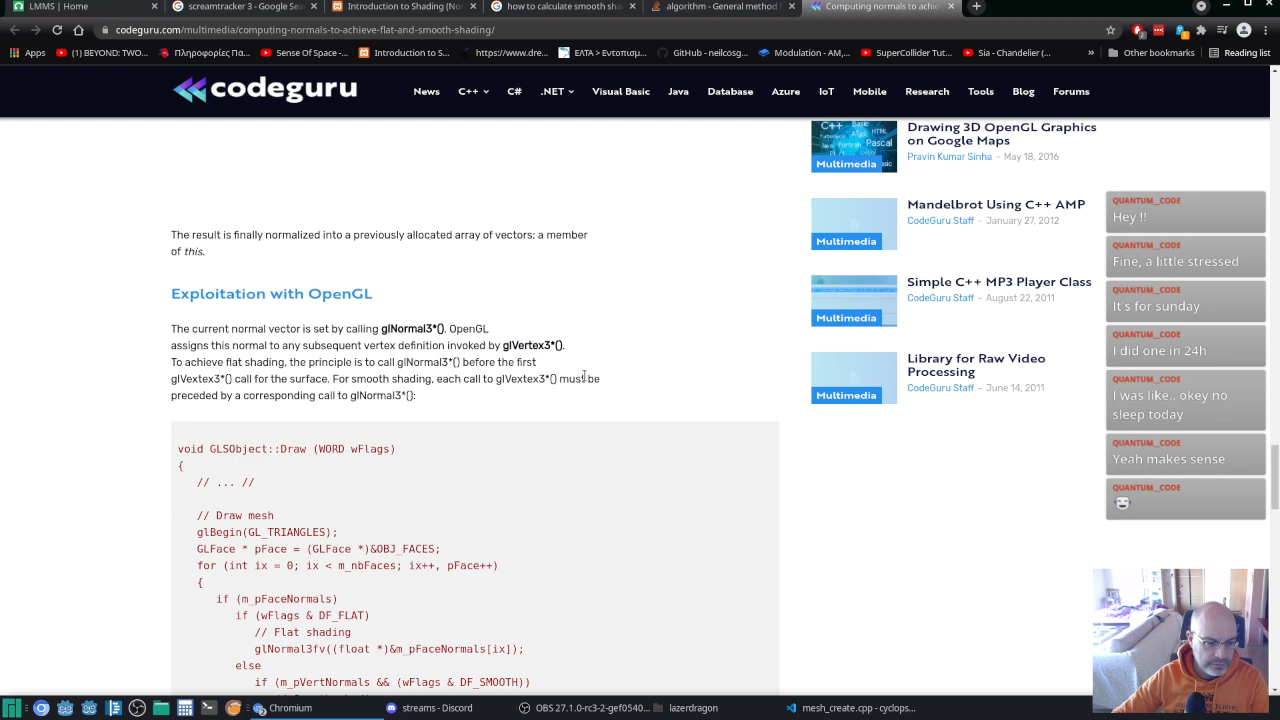 LMMS | Home
screamtracker 3 - Google Sea
Introduction to Shading (Nor
how to calculate smooth sha
algorithm - General method f
Computing normals to achie
codeguru.com/multimedia/computing-normals-to-achieve-flat-and-smooth-shading/
Apps
(1) BEYOND: TWO...
Πληροφορίες Πα...
Sense Of Space -...
Introduction to S...
https://www.dre...
ΕΑΤΑ > Εντοπισμ...
GitHub - neilcosg...
Modulation - AM,...
SuperCollider Tut...
Sia - Chandelier (...
»
Other bookmarks
Reading list
codeguru
News
C++
C#
.NET
Visual Basic
Java
Database
Azure
IoT
Mobile
Research
Tools
Blog
Forums
The result is finally normalized into a previously allocated array of vectors; a member
of this.
Exploitation with OpenGL
The current normal vector is set by calling glNormal3*(). OpenGL
assigns this normal to any subsequent vertex definition invoked by glVertex3*().
To achieve flat shading, the principle is to call glNormal3*() before the first
glVextex3*() call for the surface. For smooth shading, each call to glVextex3*() must be
preceded by a corresponding call to glNormal3*():
void GLSObject::Draw (WORD wFlags)
{
// ... //
// Draw mesh
glBegin(GL_TRIANGLES);
GLFace * pFace = (GLFace *)&OBJ_FACES;
for (int ix = 0; ix < m_nbFaces; ix++, pFace++)
{
if (m_pFaceNormals)
if (wFlags & DF_FLAT)
// Flat shading
glNormal3fv((float *)&m_pFaceNormals[ix]);
else
if (m_pVertNormals && (wFlags & DF_SMOOTH))
Multimedia
Drawing 3D OpenGL Graphics
on Google Maps
Pravin Kumar Sinha - May 18, 2016
Multimedia
Mandelbrot Using C++ AMP
CodeGuru Staff - January 27, 2012
Multimedia
Simple C++ MP3 Player Class
CodeGuru Staff - August 22, 2011
Multimedia
Library for Raw Video
Processing
CodeGuru Staff - June 14, 2011
QUANTUM_CODE
Hey !!
QUANTUM_CODE
Fine, a little stressed
QUANTUM_CODE
It's for sunday
QUANTUM_CODE
I did one in 24h
QUANTUM_CODE
I was like.. okey no
sleep today
QUANTUM_CODE
Yeah makes sense
QUANTUM_CODE
Chromium
streams - Discord
OBS 27.1.0-rc3-2-gef0540...
lazerdragon
mesh_create.cpp - cyclops...